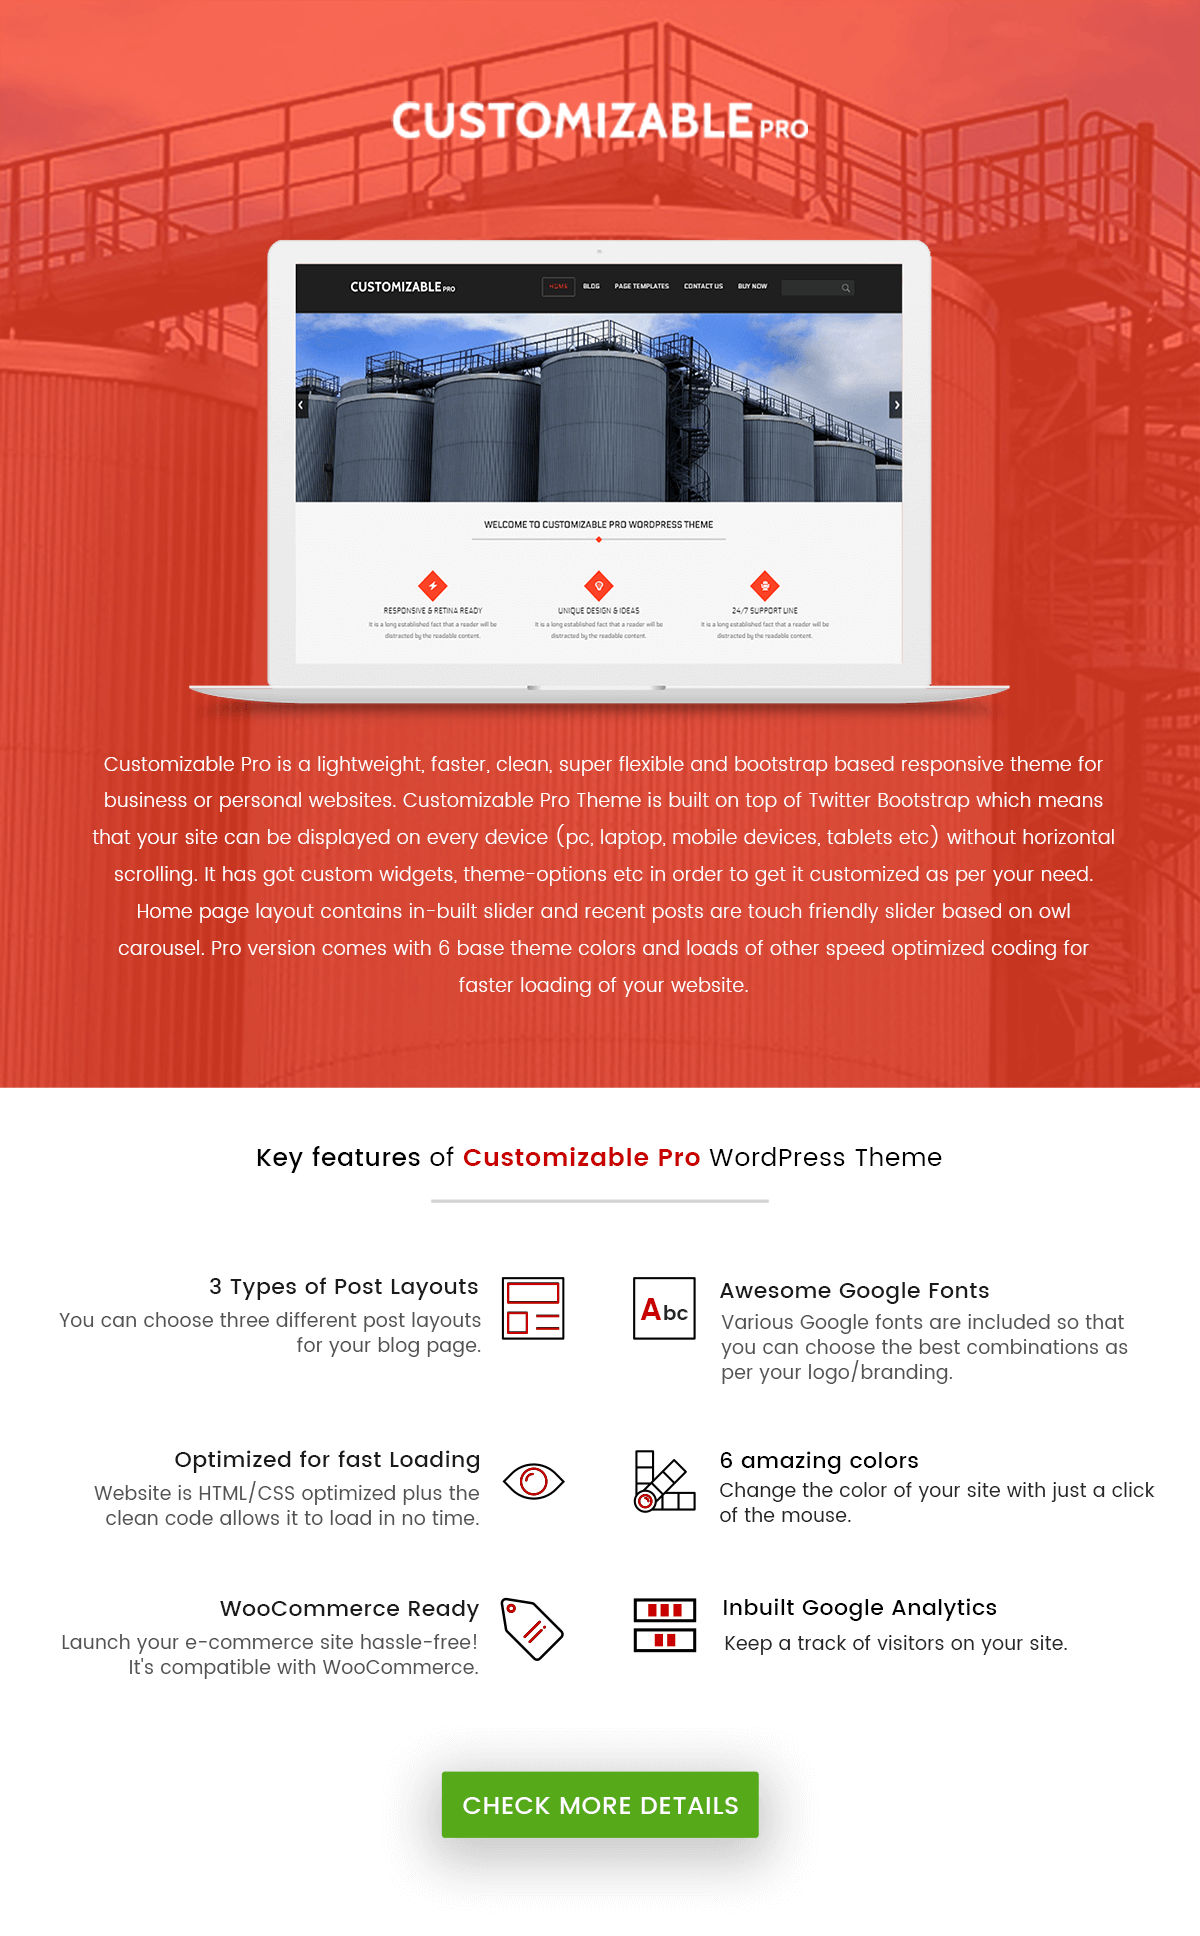 CUSTOMIZABLE PRO
CUSTOMIZABLE PRO
HOME BLOG PAGE TEMPLATES CONTACT US BUY NOW
WELCOME TO CUSTOMIZABLE PRO WORDPRESS THEME
RESPONSIVE & RETINA READY
It is a long established fact that a reader will be
distracted by the readable content.
UNIQUE DESIGN & IDEAS
It is a long established fact that a reader will be
distracted by the readable content.
24/7 SUPPORT LINE
It is a long established fact that a reader will be
distracted by the readable content.
Customizable Pro is a lightweight, faster, clean, super flexible and bootstrap based responsive theme for
business or personal websites. Customizable Pro Theme is built on top of Twitter Bootstrap which means
that your site can be displayed on every device (pc, laptop, mobile devices, tablets etc) without horizontal
scrolling. It has got custom widgets, theme-options etc in order to get it customized as per your need.
Home page layout contains in-built slider and recent posts are touch friendly slider based on owl
carousel. Pro version comes with 6 base theme colors and loads of other speed optimized coding for
faster loading of your website.
Key features of Customizable Pro WordPress Theme
3 Types of Post Layouts
You can choose three different post layouts
for your blog page.
Abc
Awesome Google Fonts
Various Google fonts are included so that
you can choose the best combinations as
per your logo/branding.
Optimized for fast Loading
Website is HTML/CSS optimized plus the
clean code allows it to load in no time.
6 amazing colors
Change the color of your site with just a click
of the mouse.
WooCommerce Ready
Launch your e-commerce site hassle-free!
It's compatible with WooCommerce.
Inbuilt Google Analytics
Keep a track of visitors on your site.
CHECK MORE DETAILS